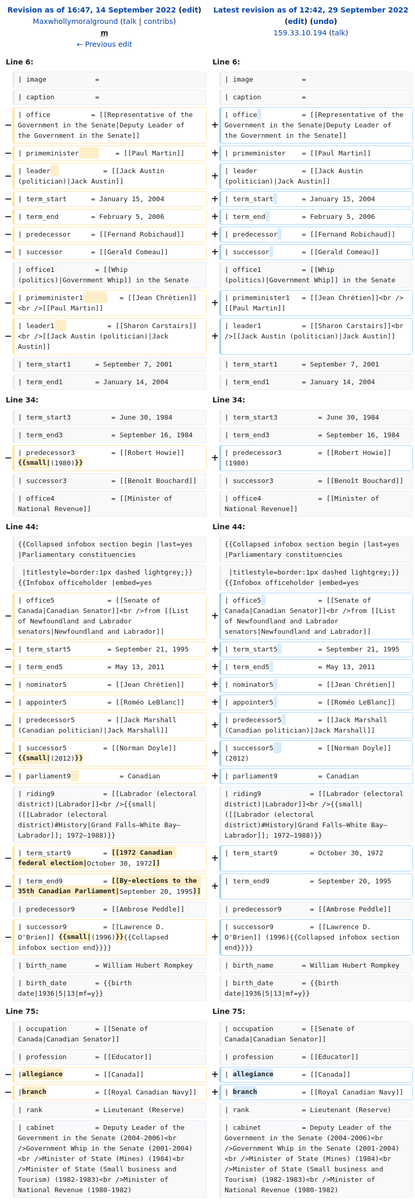 Revision as of 16:47, 14 September 2022 (edit)
Maxwhollymoralground (talk | contribs)
m
← Previous edit
Latest revision as of 12:42, 29 September 2022
(edit) (undo)
159.33.10.194 (talk)
Line 6:
Line 6:
| image =
| image =
| caption =
| caption =
− | office = [[Representative of the
Government in the Senate|Deputy Leader of
the Government in the Senate]]
+ | office = [[Representative of the
Government in the Senate|Deputy Leader of
the Government in the Senate]]
− | primeminister = [[Paul Martin]]
+ | primeminister = [[Paul Martin]]
− | leader = [[Jack Austin
(politician)|Jack Austin]]
+ | leader = [[Jack Austin
(politician)|Jack Austin]]
− | term_start = January 15, 2004
+ | term_start = January 15, 2004
− | term_end = February 5, 2006
+ | term_end = February 5, 2006
− | predecessor = [[Fernand Robichaud]]
+ | predecessor = [[Fernand Robichaud]]
− | successor = [[Gerald Comeau]]
+ | successor = [[Gerald Comeau]]
| office1 = [[Whip
(politics)|Government Whip]] in the Senate
| office1 = [[Whip
(politics)|Government Whip]] in the Senate
− | primeminister1 = [[Jean Chrétien]]
<br />[[Paul Martin]]
+ | primeminister1 = [[Jean Chrétien]]<br />
[[Paul Martin]]
− | leader1 = [[Sharon Carstairs]]
<br />[[Jack Austin (politician)|Jack
Austin]]
+ | leader1 = [[Sharon Carstairs]]<br
/>[[Jack Austin (politician)|Jack Austin]]
| term_start1 = September 7, 2001
| term_start1 = September 7, 2001
| term_end1 = January 14, 2004
| term_end1 = January 14, 2004
Line 34:
Line 34:
| term_start3 = June 30, 1984
| term_start3 = June 30, 1984
| term_end3 = September 16, 1984
| term_end3 = September 16, 1984
− | predecessor3 = [[Robert Howie]]
{{small|(1980)}}
+ | predecessor3 = [[Robert Howie]]
(1980)
| successor3 = [[Benoît Bouchard]]
| successor3 = [[Benoît Bouchard]]
| office4 = [[Minister of
National Revenue]]
| office4 = [[Minister of
National Revenue]]
Line 44:
Line 44:
{{Collapsed infobox section begin |last=yes
|Parliamentary constituencies
{{Collapsed infobox section begin |last=yes
|Parliamentary constituencies
|titlestyle=border:1px dashed lightgrey;}}
{{Infobox officeholder |embed=yes
|titlestyle=border:1px dashed lightgrey;}}
{{Infobox officeholder |embed=yes
− | office5 = [[Senate of
Canada|Canadian Senator]]<br />from [[List
of Newfoundland and Labrador
senators|Newfoundland and Labrador]]
+ | office5 = [[Senate of
Canada|Canadian Senator]]<br />from [[List
of Newfoundland and Labrador
senators|Newfoundland and Labrador]]
− | term_start5 = September 21, 1995
+ | term_start5 = September 21, 1995
− | term_end5 = May 13, 2011
+ | term_end5 = May 13, 2011
− | nominator5 = [[Jean Chrétien]]
+ | nominator5 = [[Jean Chrétien]]
− | appointer5 = [[Roméo LeBlanc]]
+ | appointer5 = [[Roméo LeBlanc]]
− | predecessor5 = [[Jack Marshall
(Canadian politician)|Jack Marshall]]
+ | predecessor5 = [[Jack Marshall
(Canadian politician)|Jack Marshall]]
− | successor5 = [[Norman Doyle]]
{{small|(2012)}}
+ | successor5 = [[Norman Doyle]]
(2012)
− | parliament9 = Canadian
+ | parliament9 = Canadian
| riding9 = [[Labrador (electoral
district)|Labrador]]<br />{{small|
([[Labrador (electoral
district)#History|Grand Falls—White Bay—
Labrador]]; 1972–1988)}}
| riding9 = [[Labrador (electoral
district)|Labrador]]<br />{{small|
([[Labrador (electoral
district)#History|Grand Falls—White Bay—
Labrador]]; 1972–1988)}}
− | term_start9 = [[1972 Canadian
federal election|October 30, 1972]]
+ | term_start9 = October 30, 1972
− | term_end9 = [[By-elections to the
35th Canadian Parliament|September 20, 1995]]
+ | term_end9 = September 20, 1995
| predecessor9 = [[Ambrose Peddle]]
| predecessor9 = [[Ambrose Peddle]]
− | successor9 = [[Lawrence D.
O'Brien]] {{small|(1996)}}{{Collapsed
infobox section end}}}}
+ | successor9 = [[Lawrence D.
O'Brien]] (1996){{Collapsed infobox section
end}}}}
| birth_name = William Hubert Rompkey
| birth_name = William Hubert Rompkey
| birth_date = {{birth
date|1936|5|13|mf=y}}
| birth_date = {{birth
date|1936|5|13|mf=y}}
Line 75:
Line 75:
| occupation = [[Senate of
Canada|Canadian Senator]]
| occupation = [[Senate of
Canada|Canadian Senator]]
| profession = [[Educator]]
| profession = [[Educator]]
− |allegiance = [[Canada]]
+ | allegiance = [[Canada]]
− |branch = [[Royal Canadian Navy]]
+ | branch = [[Royal Canadian Navy]]
| rank = Lieutenant (Reserve)
| rank = Lieutenant (Reserve)
| cabinet = Deputy Leader of the
Government in the Senate (2004-2006)<br
/>Government Whip in the Senate (2001-2004)
<br />Minister of State (Mines) (1984)<br
/>Minister of State (Small business and
Tourism) (1982-1983)<br />Minister of
National Revenue (1980-1982)
| cabinet = Deputy Leader of the
Government in the Senate (2004-2006)<br
/>Government Whip in the Senate (2001-2004)
<br />Minister of State (Mines) (1984)<br
/>Minister of State (Small business and
Tourism) (1982-1983)<br />Minister of
National Revenue (1980-1982)